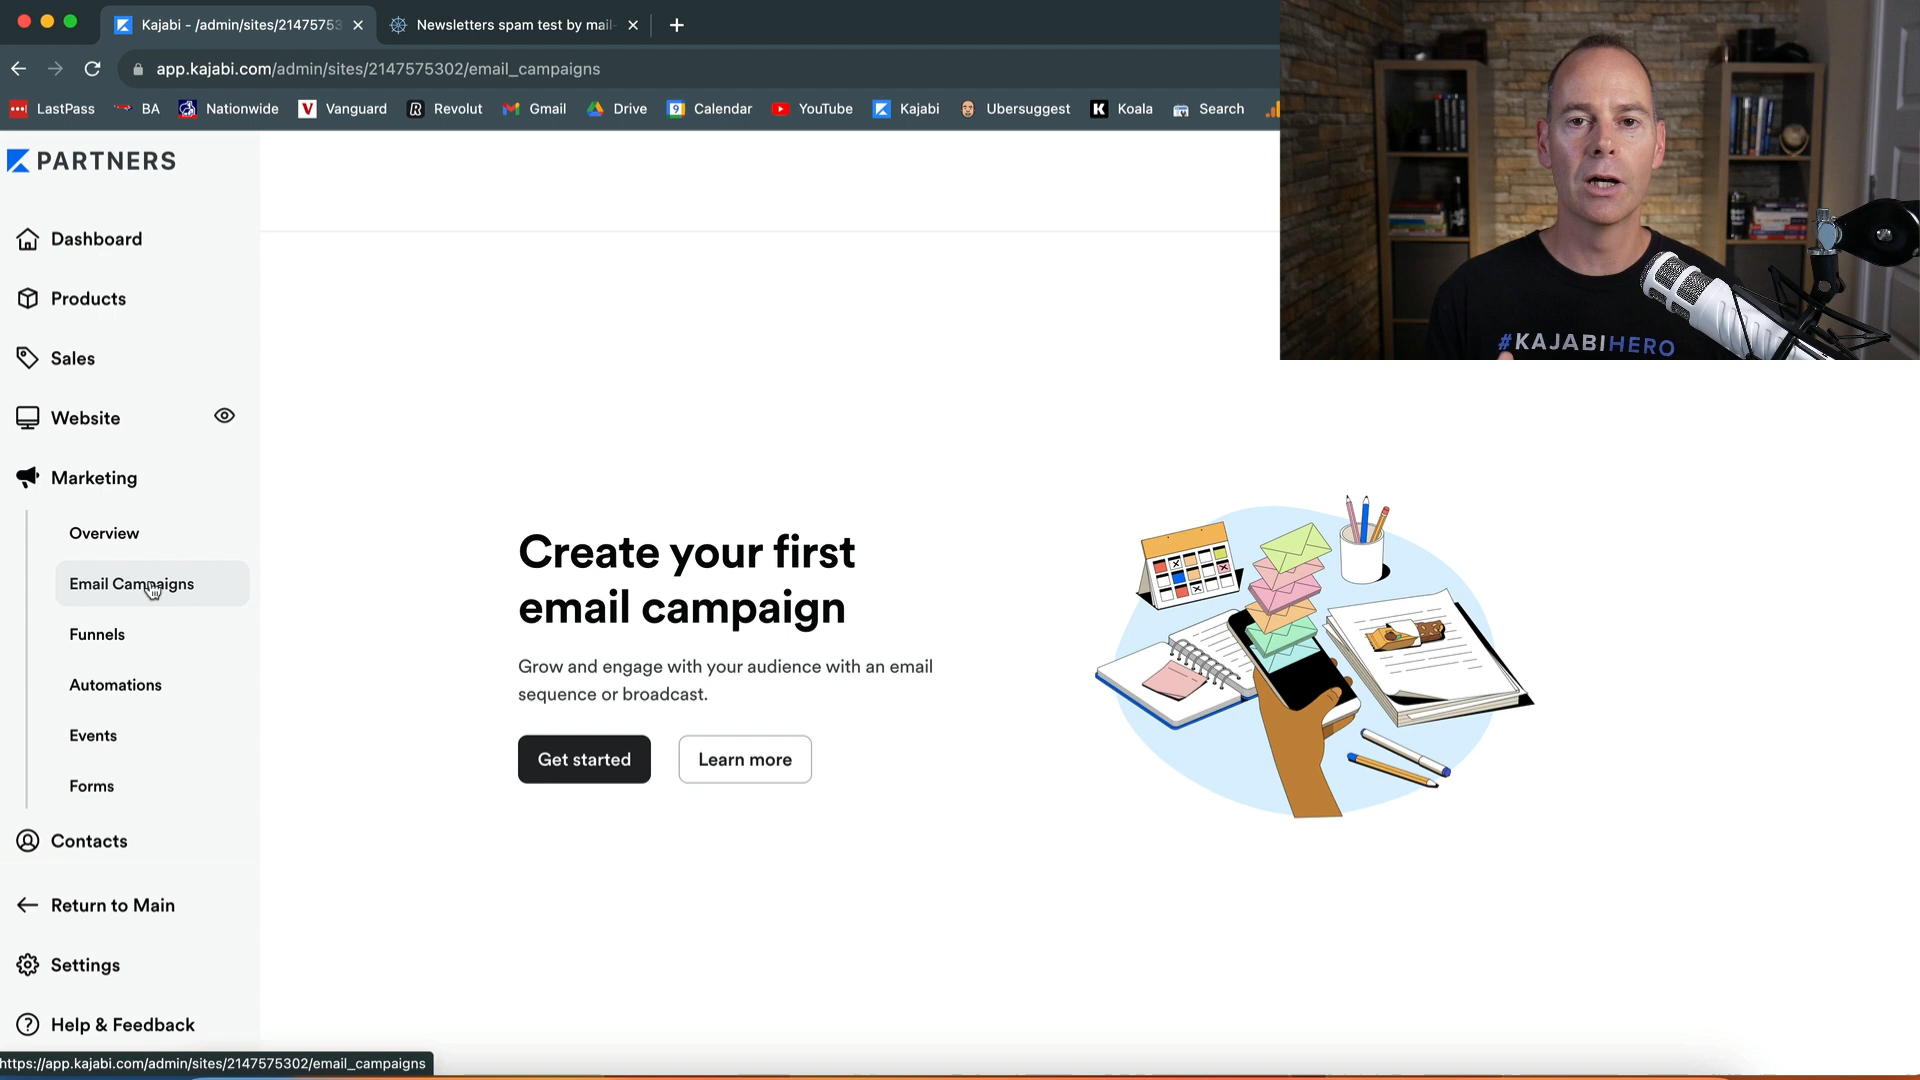 Kajabi - /admin/sites/21475753
Newsletters spam test by mail-
app.kajabi.com/admin/sites/2147575302/email_campaigns
LastPass
BA
Nationwide
Vanguard
Revolut
Gmail
Drive
Calendar
YouTube
Kajabi
Ubersuggest
Koala
Search
PARTNERS
Dashboard
Products
Sales
Website
Marketing
Overview
Email Campaigns
Funnels
Automations
Events
Forms
Contacts
Return to Main
Settings
Help & Feedback
https://app.kajabi.com/admin/sites/2147575302/email_campaigns
Create your first
email campaign
Grow and engage with your audience with an email
sequence or broadcast.
Get started
Learn more
#KAJABIHERO